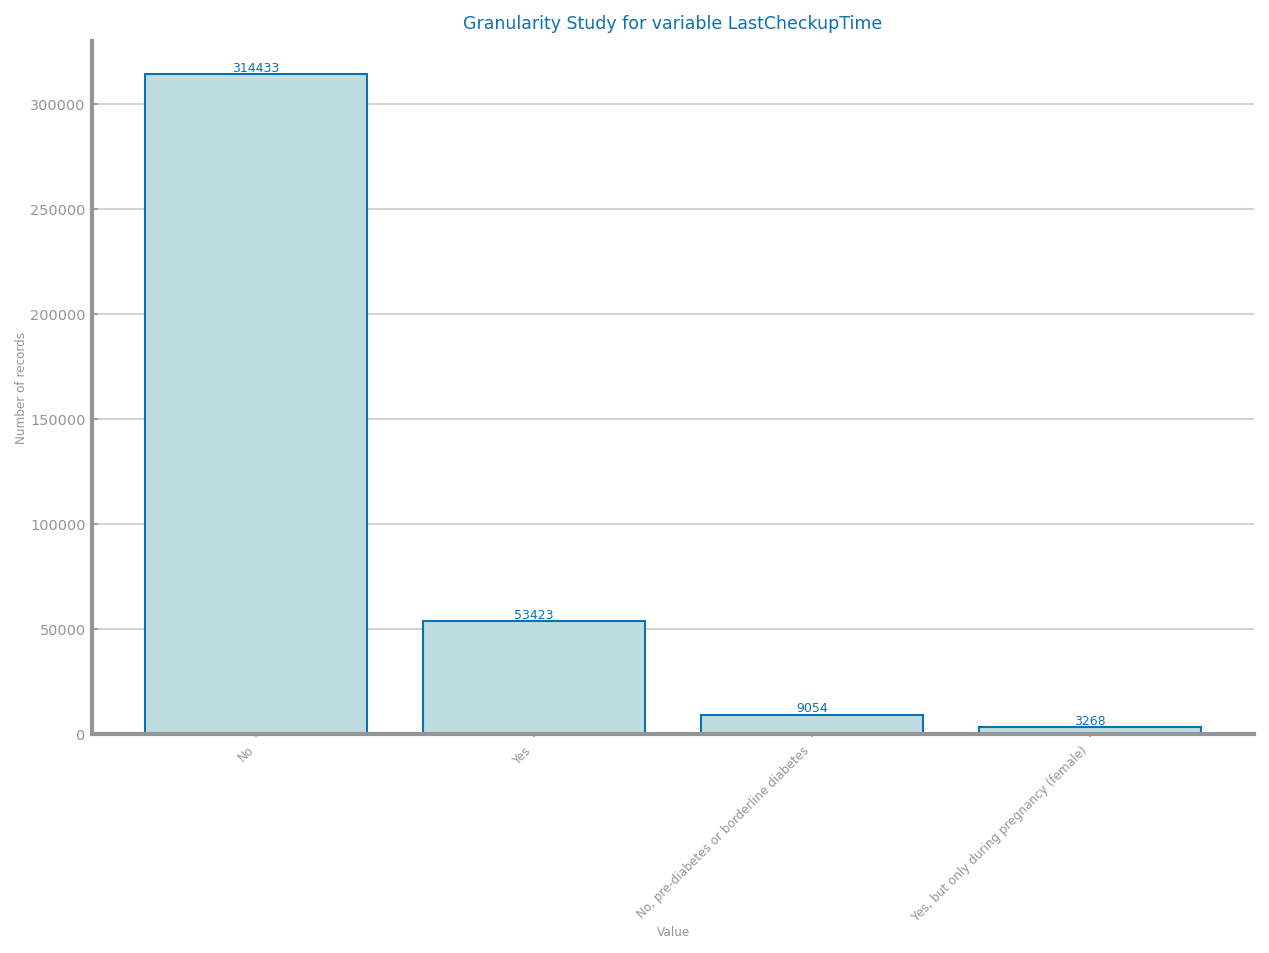 Granularity Study for variable LastCheckupTime
314433
300000
250000
200000
150000
100000
50000
0
Number of records
53423
9054
3268
No
Yes
No, pre-diabetes or borderline diabetes
Yes, but only during pregnancy (female)
Value